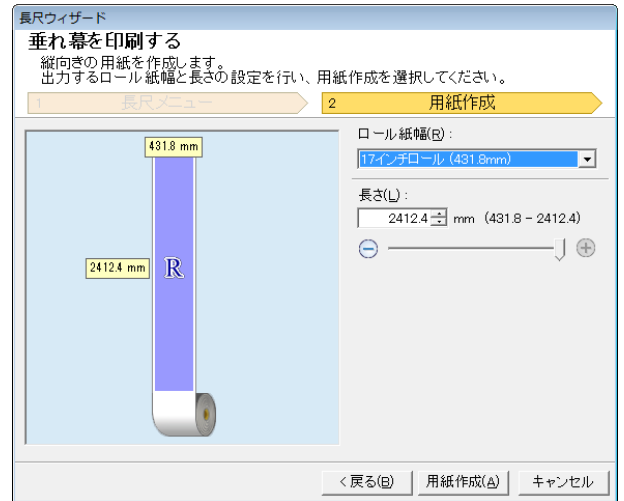 長尺ウィザード
垂れ幕を印刷する
縦向きの用紙を作成します。
出力するロール紙幅と長さの設定を行い、用紙作成を選択してください。
1 長尺メニュー
2 用紙作成
431.8 mm
2412.4 mm
R
ロール紙幅(R):
17インチロール (431.8mm)
長さ(L):
2412.4 mm (431.8 - 2412.4)
<戻る(B)
用紙作成(A)
キャンセル